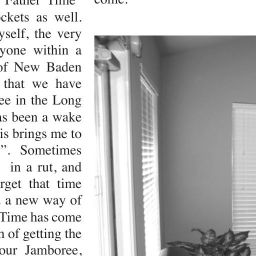 Father Time
ockets as well.
yself, the very
yone within a
of New Baden
that we have
ee in the Long
as been a wake
is brings me to
”. Sometimes
in a rut, and
rget that time
a new way of
Time has come
n of getting the
our Jamboree,
come.